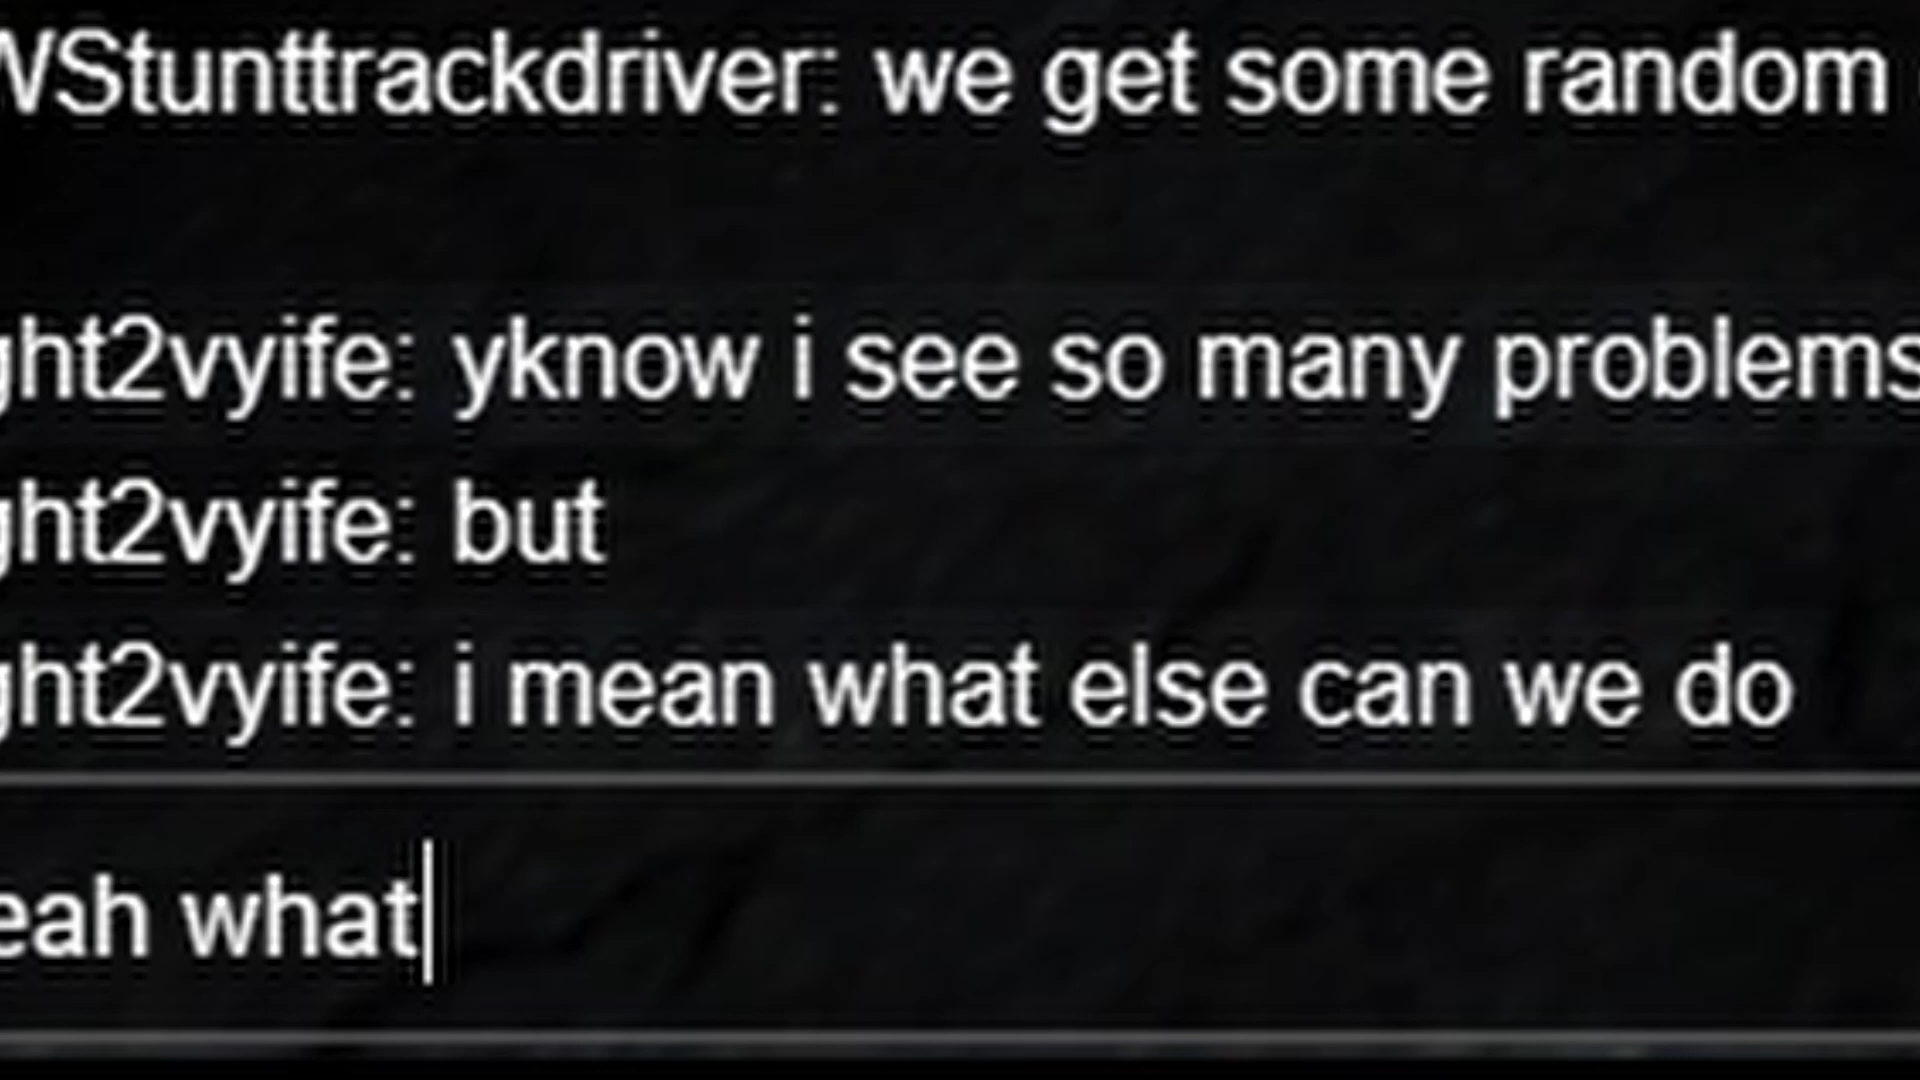 WStunttrackdriver: we get some random
ght2vyife: yknow i see so many problems
ght2vyife: but
ght2vyife: i mean what else can we do
eah what